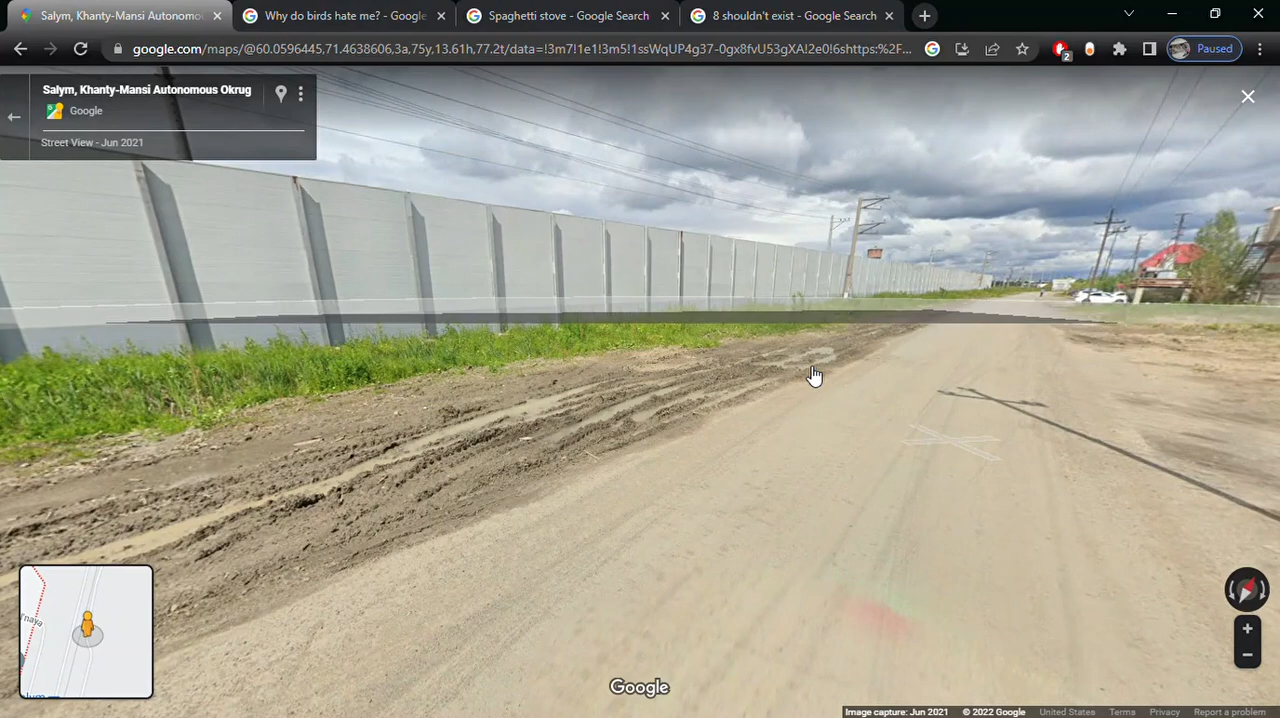 Salym, Khanty-Mansi Autonomo
Why do birds hate me? - Google
Spaghetti stove - Google Search
8 shouldn't exist - Google Search
google.com/maps/@60.0596445,71.4638606,3a,75y,13.61h,77.2t/data=!3m7!1e1!3m5!1ssWqUP4g37-0gx8fvU53gXA!2e0!6shttps:%2F...
2
Paused
Salym, Khanty-Mansi Autonomous Okrug
Google
Street View - Jun 2021
l'naya
Google
Image capture: Jun 2021 © 2022 Google United States Terms Privacy Report a problem